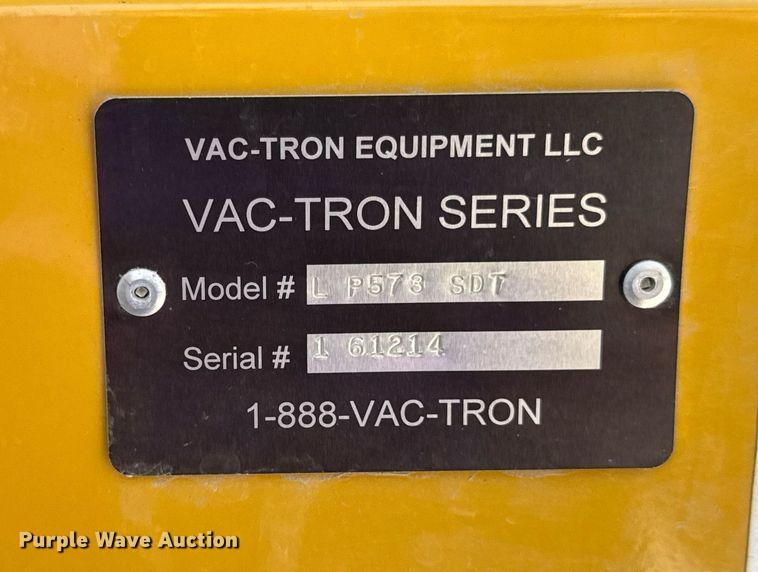 VAC-TRON EQUIPMENT LLC
VAC-TRON SERIES
Model # L P573 SDT
Serial # 1 61214
1-888-VAC-TRON
Purple Wave Auction